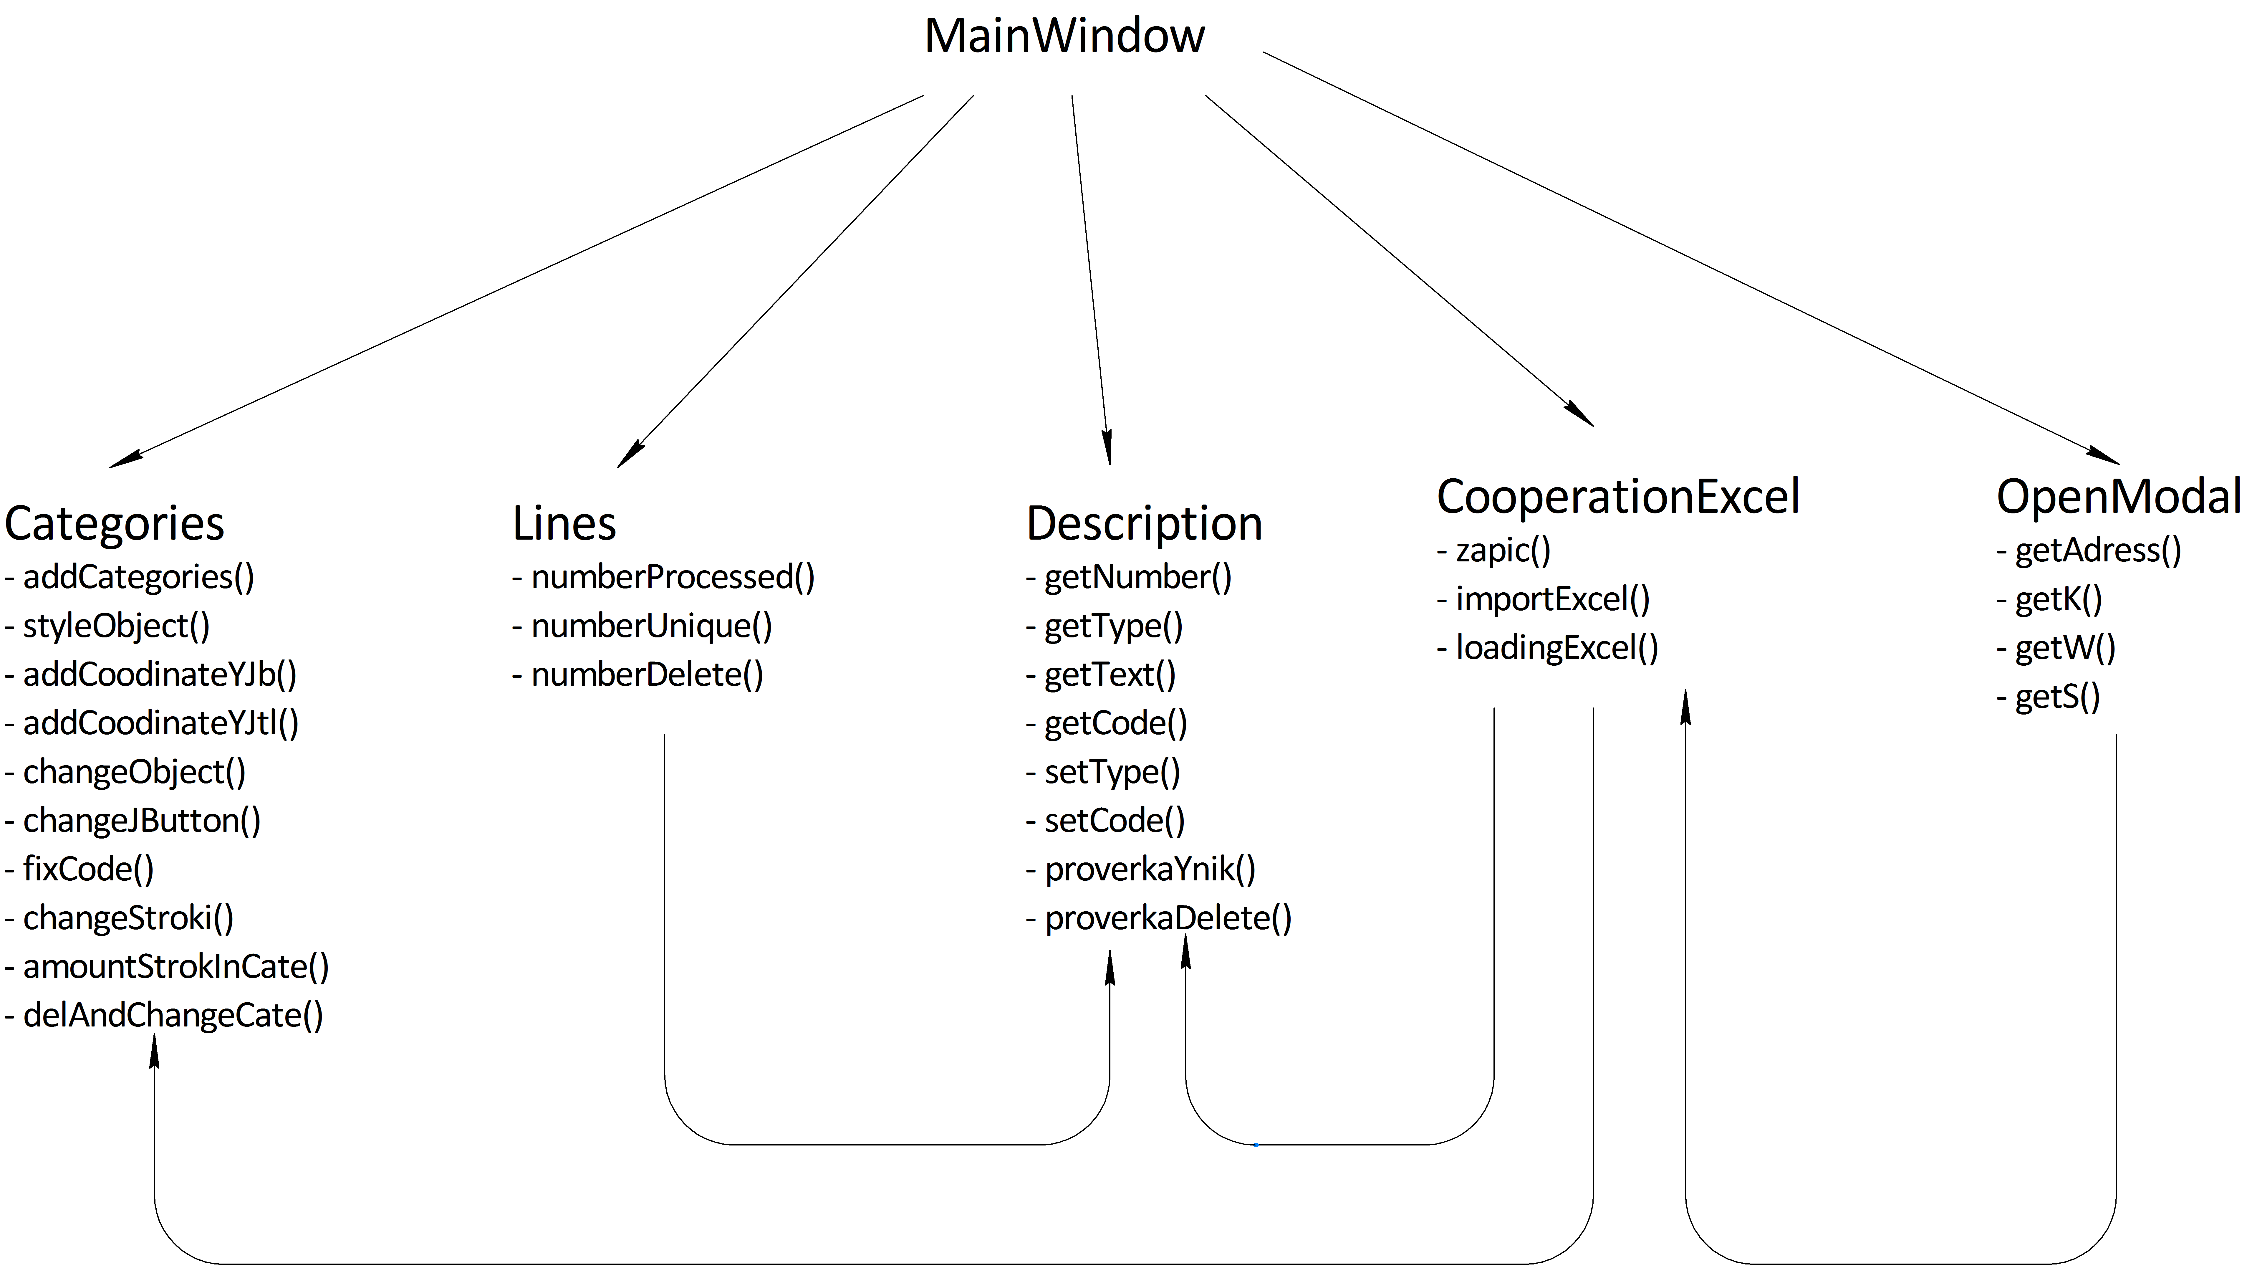 MainWindow
Categories
- addCategories()
- styleObject()
- addCoodinateYJb()
- addCoodinateYJtl()
- changeObject()
- changeJButton()
- fixCode()
- changeStroki()
- amountStrokInCate()
- delAndChangeCate()
Lines
- numberProcessed()
- numberUnique()
- numberDelete()
Description
- getNumber()
- getType()
- getText()
- getCode()
- setType()
- setCode()
- proverkaYnik()
- proverkaDelete()
CooperationExcel
- zapic()
- importExcel()
- loadingExcel()
OpenModal
- getAdress()
- getK()
- getW()
- getS()